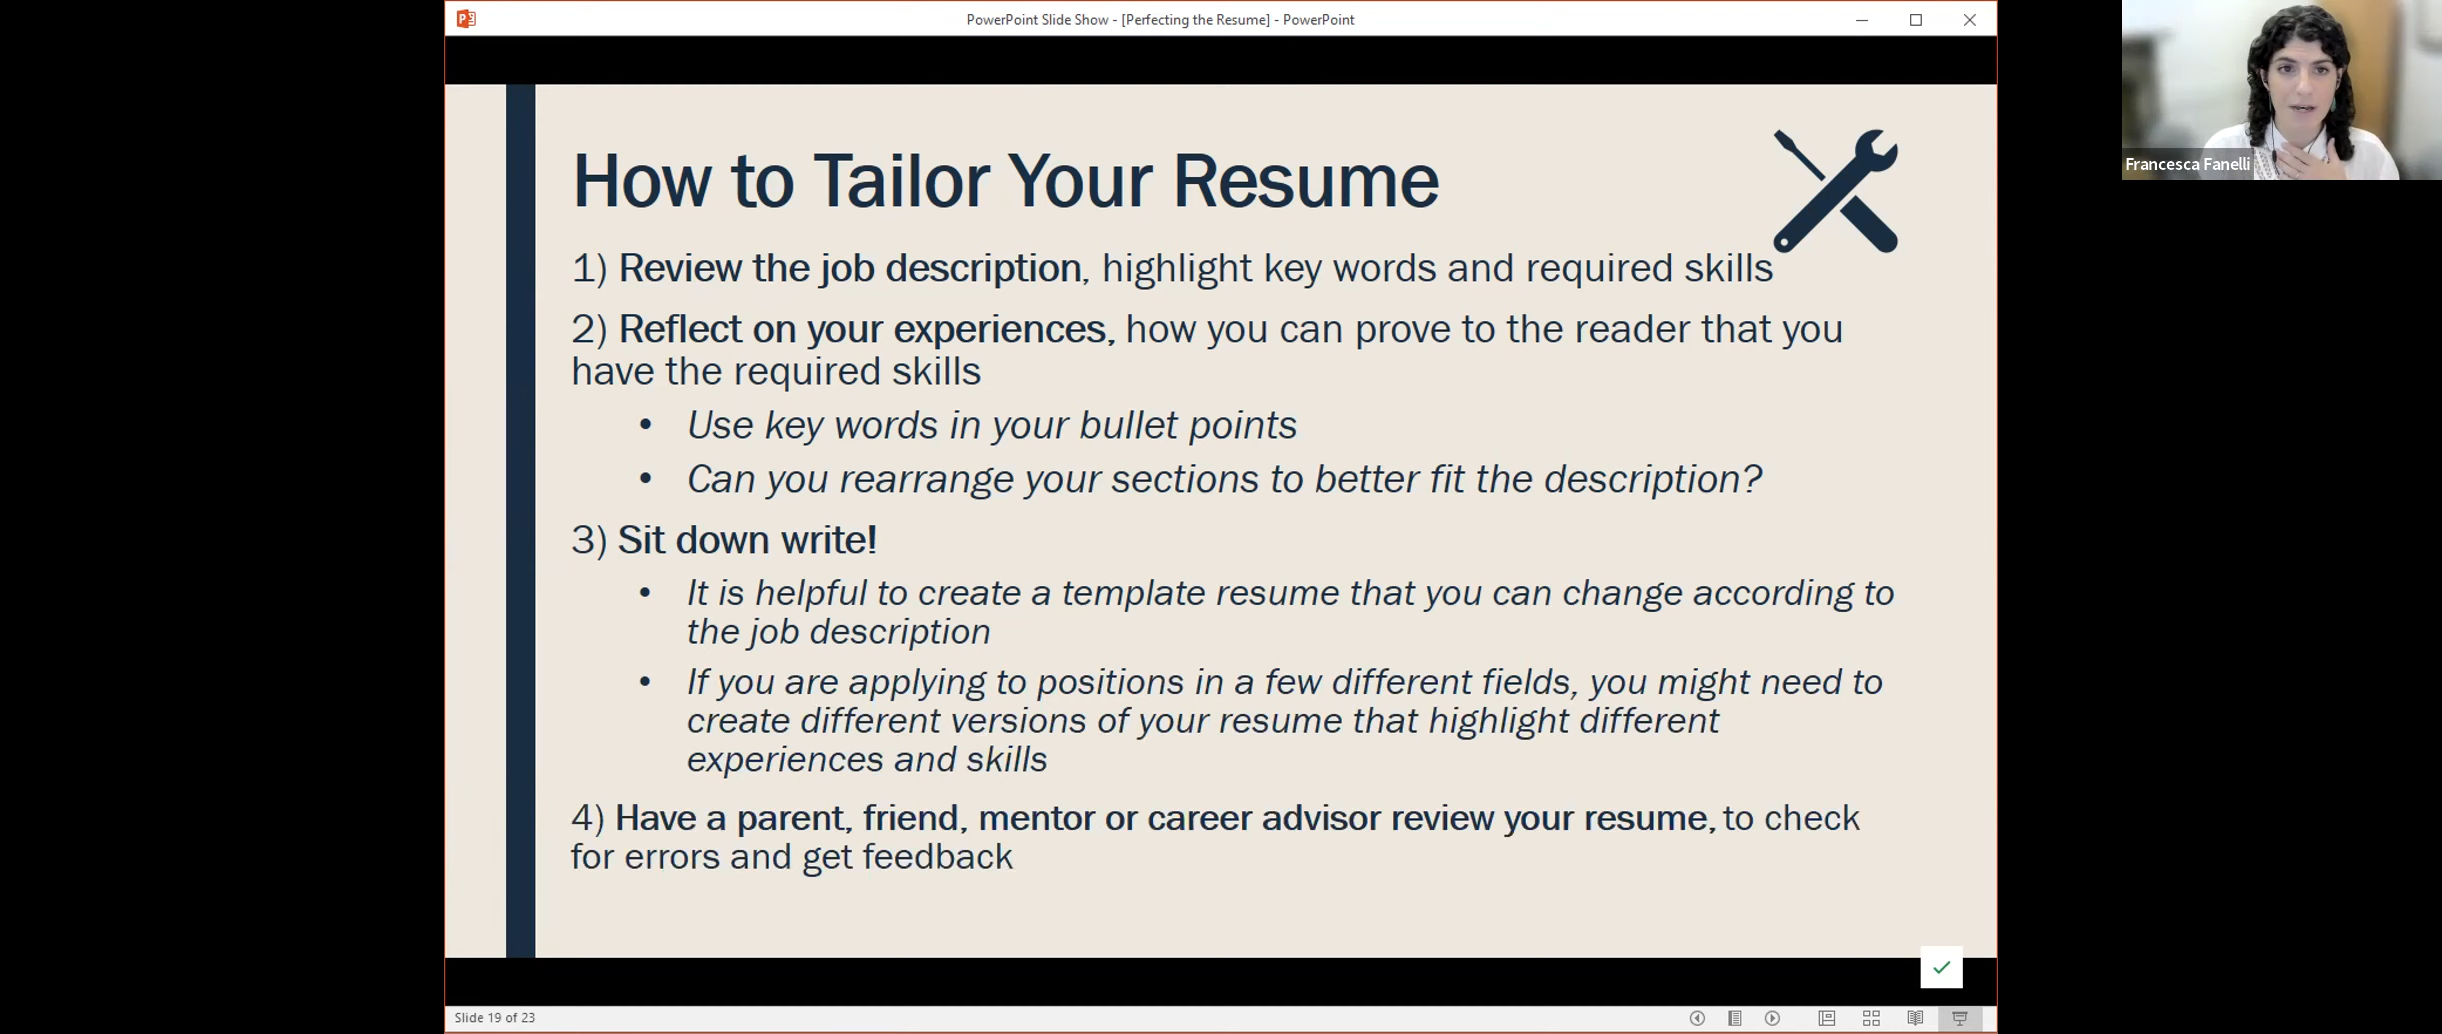 PowerPoint Slide Show - [Perfecting the Resume] - PowerPoint
Francesca Fanelli
How to Tailor Your Resume
1) Review the job description, highlight key words and required skills
2) Reflect on your experiences, how you can prove to the reader that you
have the required skills
• Use key words in your bullet points
• Can you rearrange your sections to better fit the description?
3) Sit down write!
• It is helpful to create a template resume that you can change according to
the job description
• If you are applying to positions in a few different fields, you might need to
create different versions of your resume that highlight different
experiences and skills
4) Have a parent, friend, mentor or career advisor review your resume, to check
for errors and get feedback
Slide 19 of 23